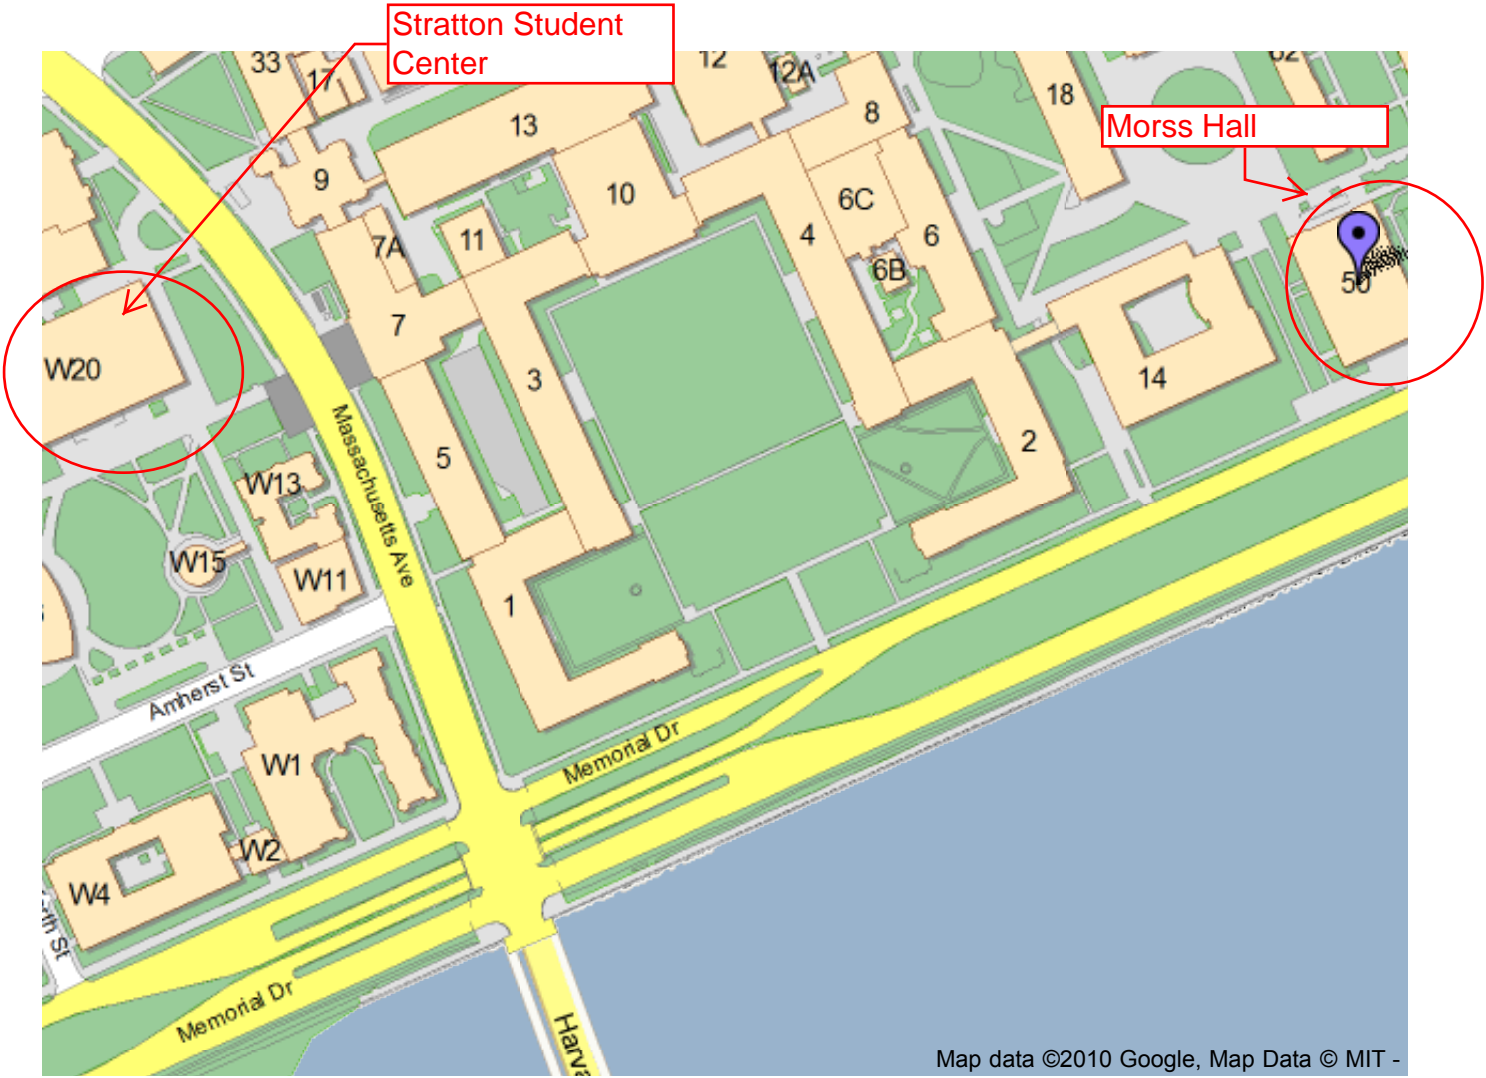 Stratton Student
Center
33
17
12
12A
13
8
18
Morss Hall
9
10
6C
7A
11
4
6
6B
50
7
W20
3
14
5
2
W13
Massachusetts Ave
W15
W11
1
Amherst St
Memorial Dr
W1
W2
W4
Memorial Dr
Map data ©2010 Google, Map Data © MIT -